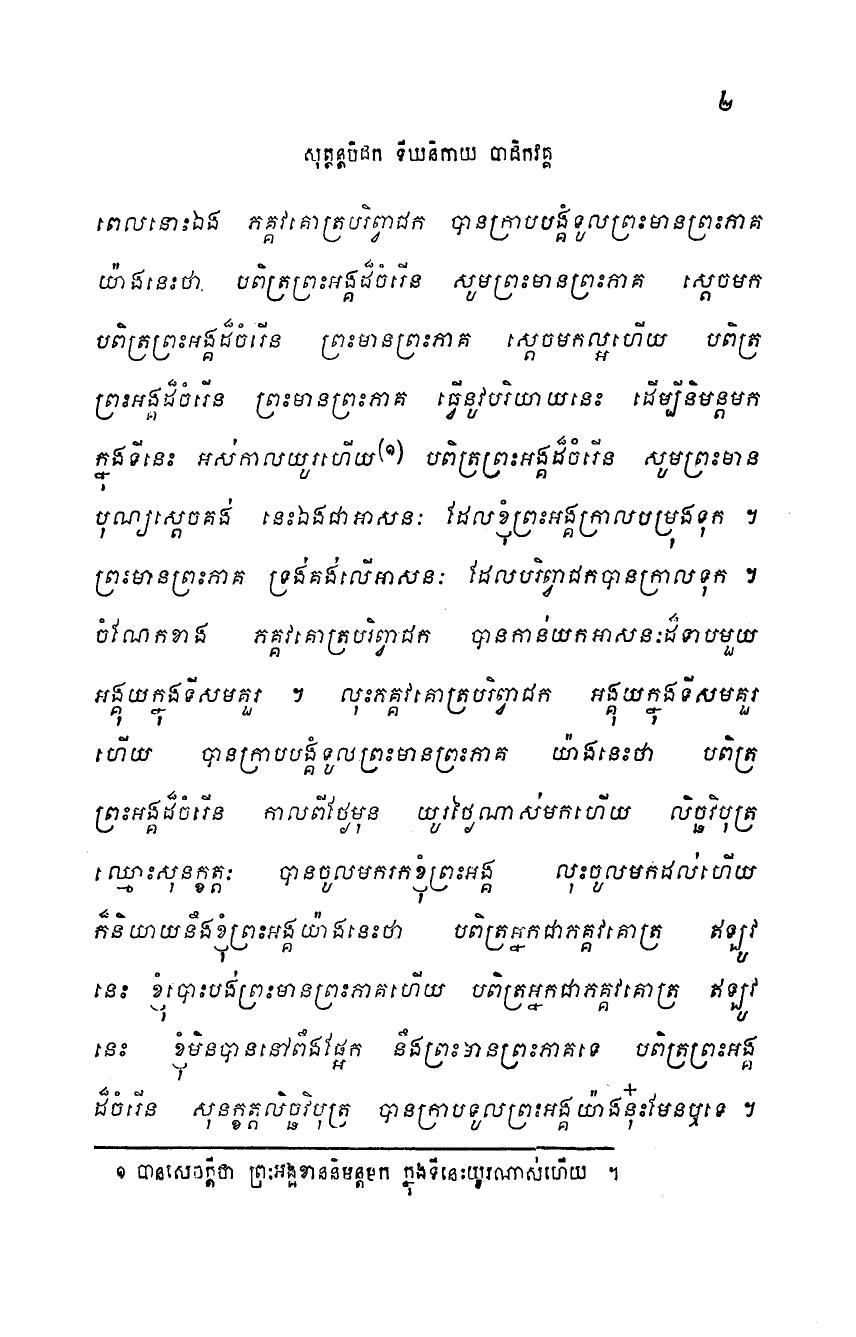 ២
សុត្តន្តបិដក ទីឃនិកាយ បាដិកវគ្គ
ពេលនោះឯង ភគ្គវគោត្របរិព្វាជក បានក្រាបបង្គំទូលព្រះមានព្រះភាគ
យ៉ាងនេះថា បពិត្រព្រះអង្គដ៏ចំរើន សូមព្រះមានព្រះភាគ ស្តេចមក
បពិត្រព្រះអង្គដ៏ចំរើន ព្រះមានព្រះភាគ ស្តេចមកល្អហើយ បពិត្រ
ព្រះអង្គដ៏ចំរើន ព្រះមានព្រះភាគ ធ្វើនូវបរិយាយនេះ ដើម្បីនិមន្តមក
ក្នុងទីនេះ អស់កាលយូរហើយ(១) បពិត្រព្រះអង្គដ៏ចំរើន សូមព្រះមាន
បុណ្យស្តេចគង់ នេះឯងជាអាសនៈ ដែលខ្ញុំព្រះអង្គក្រាលបម្រុងទុក ។
ព្រះមានព្រះភាគ ទ្រង់គង់លើអាសនៈ ដែលបរិព្វាជកបានក្រាលទុក ។
ចំណែកខាង ភគ្គវគោត្របរិព្វាជក បានកាន់យកអាសនៈដ៏ទាបមួយ
អង្គុយក្នុងទីសមគួរ ។ លុះភគ្គវគោត្របរិព្វាជក អង្គុយក្នុងទីសមគួរ
ហើយ បានក្រាបបង្គំទូលព្រះមានព្រះភាគ យ៉ាងនេះថា បពិត្រ
ព្រះអង្គដ៏ចំរើន កាលពីថ្ងៃមុន យូរថ្ងៃណាស់មកហើយ លិច្ឆវិបុត្រ
ឈ្មោះសុនក្ខត្តៈ បានចូលមករកខ្ញុំព្រះអង្គ លុះចូលមកដល់ហើយ
ក៏និយាយនឹងខ្ញុំព្រះអង្គយ៉ាងនេះថា បពិត្រអ្នកជាភគ្គវគោត្រ ឥឡូវ
នេះ ខ្ញុំបោះបង់ព្រះមានព្រះភាគហើយ បពិត្រអ្នកជាភគ្គវគោត្រ ឥឡូវ
នេះ ខ្ញុំមិនបាននៅពឹងផ្អែក នឹងព្រះមានព្រះភាគទេ បពិត្រព្រះអង្គ
ដ៏ចំរើន សុនក្ខត្តលិច្ឆវិបុត្រ បានក្រាបទូលព្រះអង្គយ៉ាងនុ៎ះមែនឬទេ ។
១ បានសេចក្តីថា ព្រះអង្គខាននិមន្តមក ក្នុងទីនេះយូរណាស់ហើយ ។